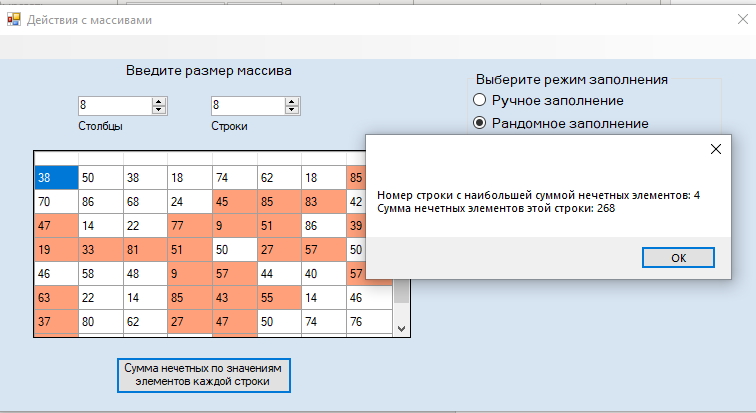 Действия с массивами
Введите размер массива
8 8
Столбцы Строки
Выберите режим заполнения
Ручное заполнение
Рандомное заполнение
38 50 38 18 74 62 18 85
70 86 68 24 45 85 83 42
47 14 22 77 9 51 86 39
19 33 81 51 50 27 57 50
46 58 48 9 57 44 40 57
63 22 14 85 43 55 14 46
37 80 62 27 47 50 74 76
Номер строки с наибольшей суммой нечетных элементов: 4
Сумма нечетных элементов этой строки: 268
OK
Сумма нечетных по значениям
элементов каждой строки